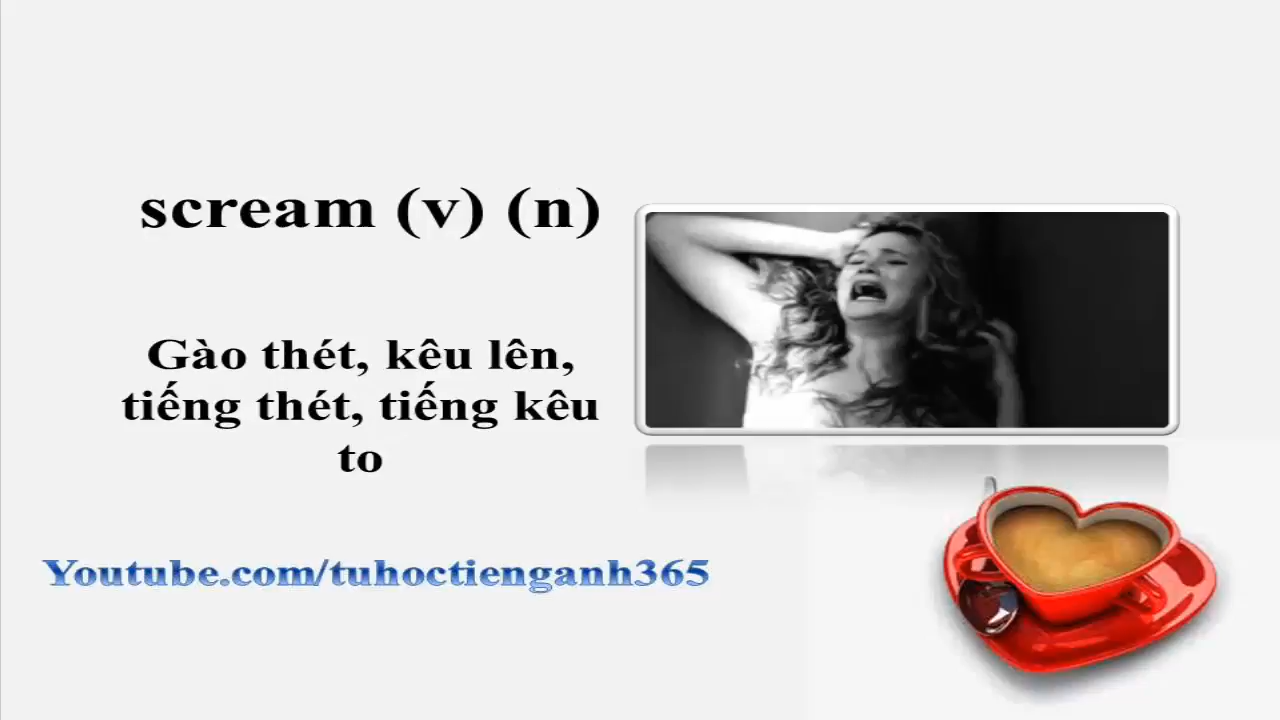 scream (v) (n)
Gào thét, kêu lên,
tiếng thét, tiếng kêu
to
Youtube.com/tuhoctienganh365